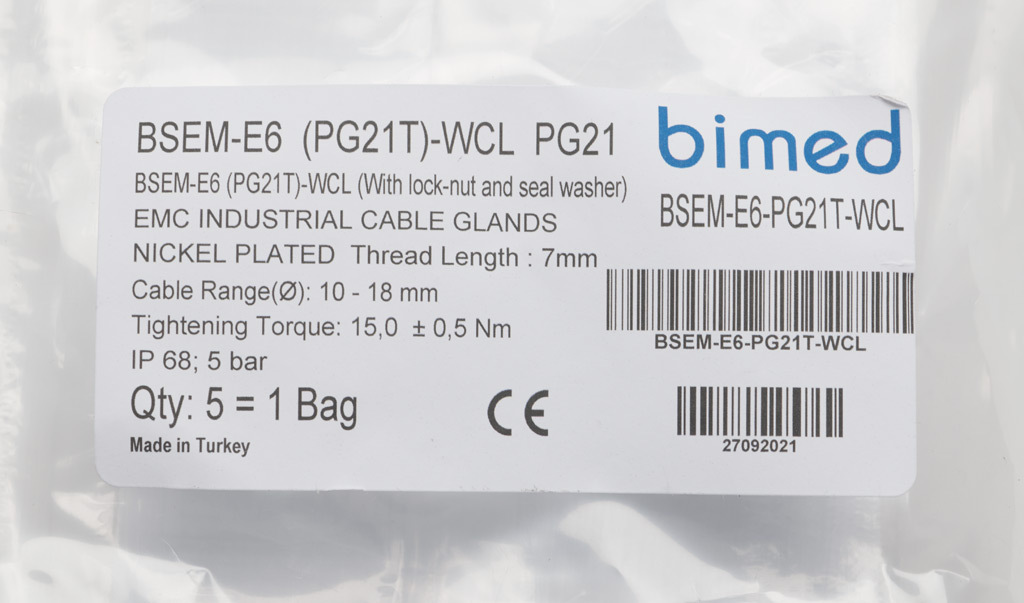 BSEM-E6 (PG21T)-WCL PG21
BSEM-E6 (PG21T)-WCL (With lock-nut and seal washer)
EMC INDUSTRIAL CABLE GLANDS
NICKEL PLATED Thread Length : 7mm
Cable Range(Ø): 10 - 18 mm
Tightening Torque: 15,0 ± 0,5 Nm
IP 68; 5 bar
Qty: 5 = 1 Bag
Made in Turkey
CE
bimed
BSEM-E6-PG21T-WCL
BSEM-E6-PG21T-WCL
27092021